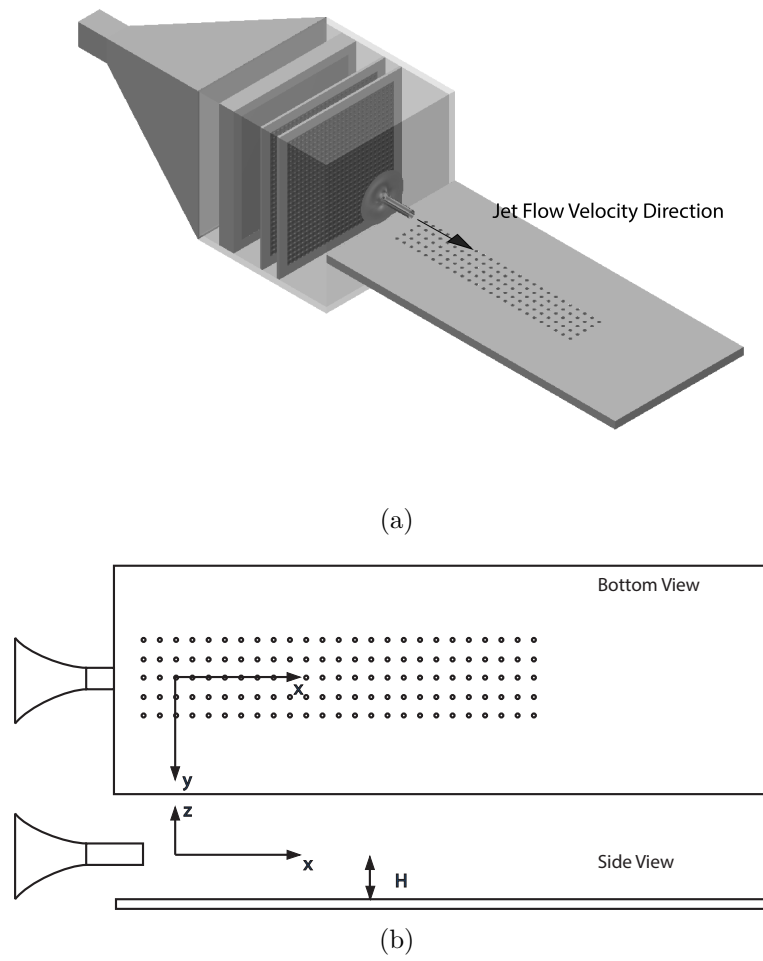 Jet Flow Velocity Direction
(a)
Bottom View
x
y
z
x
Side View
H
(b)